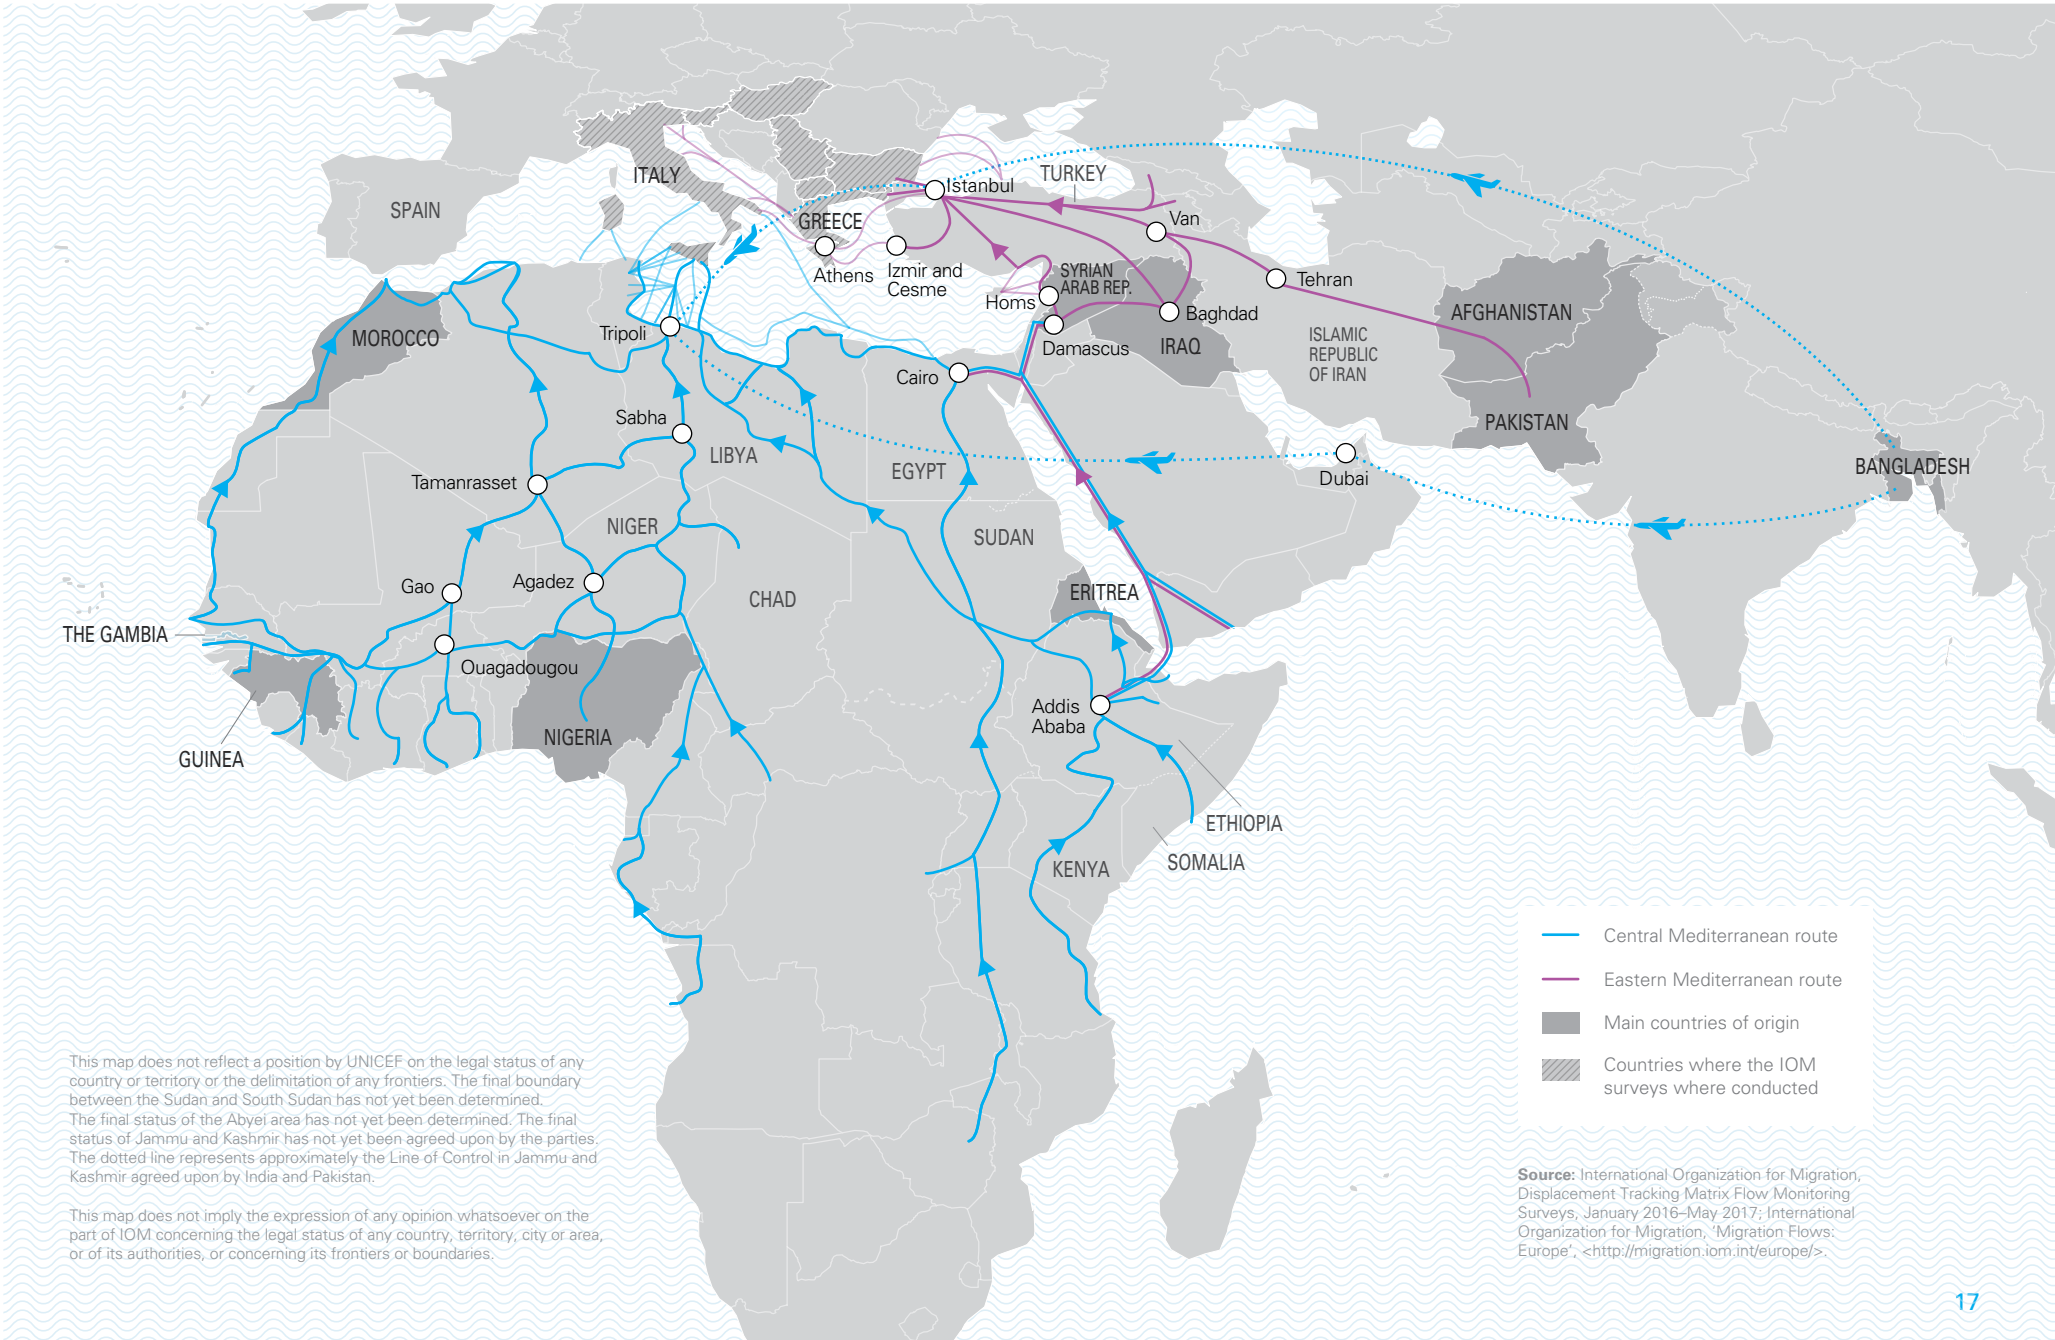 ITALY
SPAIN
GREECE
Istanbul
TURKEY
Van
Athens
Izmir and
Cesme
SYRIAN
ARAB REP.
Homs
Tehran
Baghdad
AFGHANISTAN
MOROCCO
Tripoli
Damascus
IRAQ
ISLAMIC
REPUBLIC
OF IRAN
Cairo
PAKISTAN
Sabha
LIBYA
EGYPT
Dubai
BANGLADESH
Tamanrasset
NIGER
SUDAN
Gao
Agadez
CHAD
ERITREA
THE GAMBIA
Ouagadougou
Addis
Ababa
GUINEA
NIGERIA
ETHIOPIA
SOMALIA
KENYA
Central Mediterranean route
Eastern Mediterranean route
Main countries of origin
Countries where the IOM
surveys where conducted
This map does not reflect a position by UNICEF on the legal status of any
country or territory or the delimitation of any frontiers. The final boundary
between the Sudan and South Sudan has not yet been determined.
The final status of the Abyei area has not yet been determined. The final
status of Jammu and Kashmir has not yet been agreed upon by the parties.
The dotted line represents approximately the Line of Control in Jammu and
Kashmir agreed upon by India and Pakistan.
This map does not imply the expression of any opinion whatsoever on the
part of IOM concerning the legal status of any country, territory, city or area,
or of its authorities, or concerning its frontiers or boundaries.
Source: International Organization for Migration,
Displacement Tracking Matrix Flow Monitoring
Surveys, January 2016–May 2017; International
Organization for Migration, ‘Migration Flows:
Europe’, <http://migration.iom.int/europe/>.
17